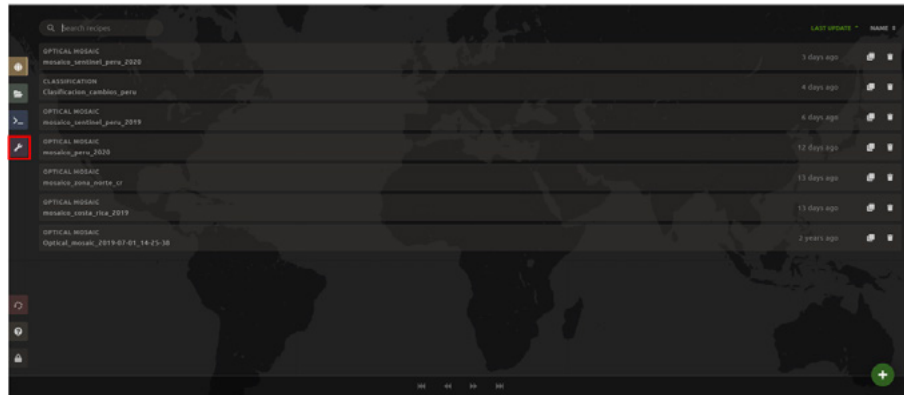 Search recipes
LAST UPDATE NAME
OPTICAL MOSAIC
mosaico_sentinel_peru_2020
3 days ago
CLASSIFICATION
Clasificacion_cambios_peru
4 days ago
OPTICAL MOSAIC
mosaico_sentinel_peru_2019
6 days ago
OPTICAL MOSAIC
mosaico_peru_2020
12 days ago
OPTICAL MOSAIC
mosaico_zona_norte_cr
13 days ago
OPTICAL MOSAIC
mosaico_costa_rica_2019
13 days ago
OPTICAL MOSAIC
Optical_mosaic_2019-07-01_14-25-38
2 years ago